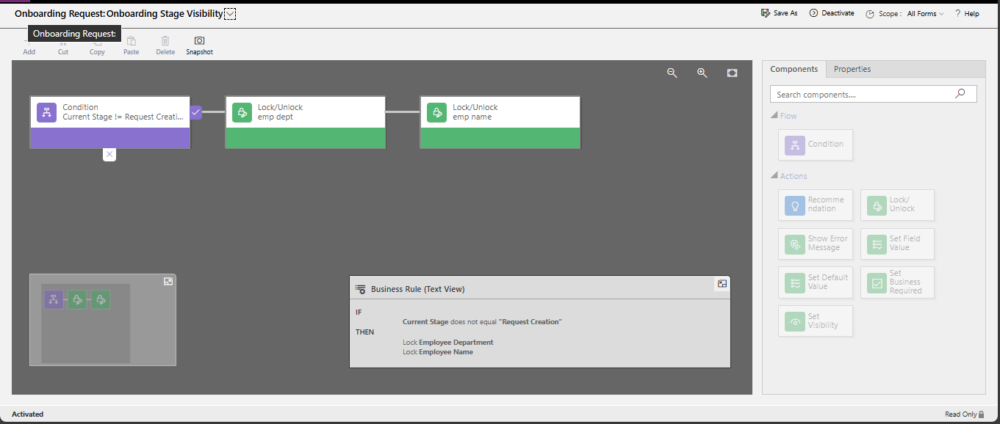 Onboarding Request: Onboarding Stage Visibility
Save As
Deactivate
Scope :
All Forms
? Help
Onboarding Request:
Add
Cut
Copy
Paste
Delete
Snapshot
Condition
Current Stage != Request Creati...
Lock/Unlock
emp dept
Lock/Unlock
emp name
Business Rule (Text View)
IF
Current Stage does not equal "Request Creation"
THEN
Lock Employee Department
Lock Employee Name
Components
Properties
Search components....
Flow
Condition
Actions
Recomme
ndation
Lock/
Unlock
Show Error
Message
Set Field
Value
Set Default
Value
Set
Business
Required
Set
Visibility
Activated
Read Only